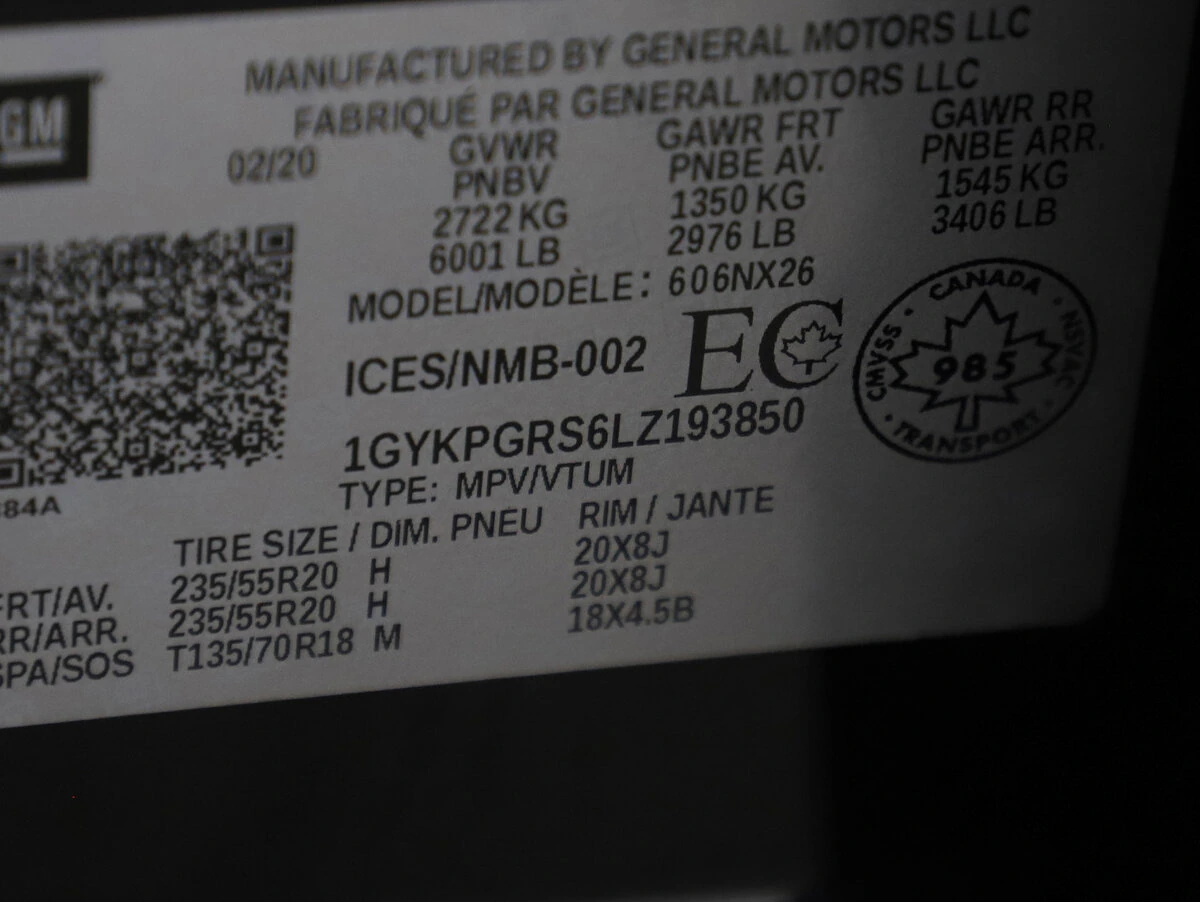 GM
MANUFACTURED BY GENERAL MOTORS LLC
FABRIQUÉ PAR GENERAL MOTORS LLC
02/20
GVWR GAWR FRT GAWR RR
PNBV PNBE AV. PNBE ARR.
2722 KG 1350 KG 1545 KG
6001 LB 2976 LB 3406 LB
MODEL/MODÈLE: 606NX26
ICES/NMB-002 EC
CANADA
CMVSS · NSVAC
985
TRANSPORT
1GYKPGRS6LZ193850
TYPE: MPV/VTUM
84A
TIRE SIZE / DIM. PNEU RIM / JANTE
FRT/AV. 235/55R20 H 20X8J
RR/ARR. 235/55R20 H 20X8J
SPA/SOS T135/70R18 M 18X4.5B